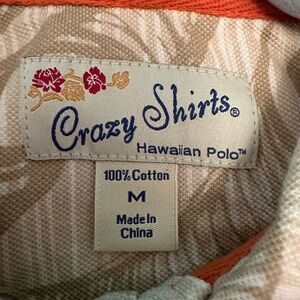 Crazy Shirts®
Hawaiian Polo™
100% Cotton
M
Made In
China